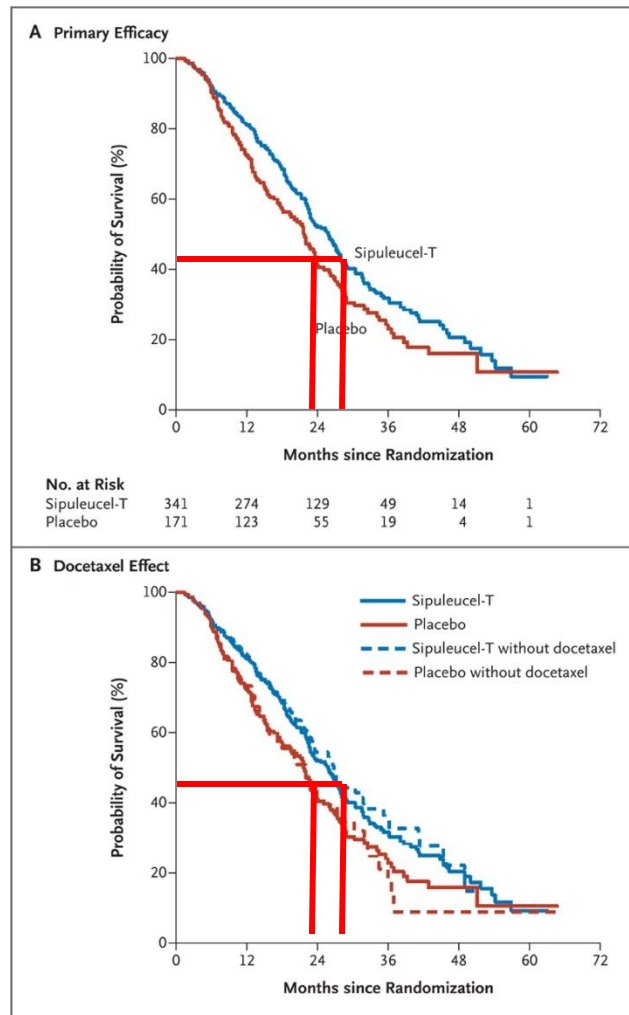 A Primary Efficacy
100
80
60
40
20
0
Probability of Survival (%)
Sipuleucel-T
Placebo
0 12 24 36 48 60 72
Months since Randomization
No. at Risk
Sipuleucel-T 341 274 129 49 14 1
Placebo 171 123 55 19 4 1
B Docetaxel Effect
100
80
60
40
20
0
Probability of Survival (%)
Sipuleucel-T
Placebo
Sipuleucel-T without docetaxel
Placebo without docetaxel
0 12 24 36 48 60 72
Months since Randomization